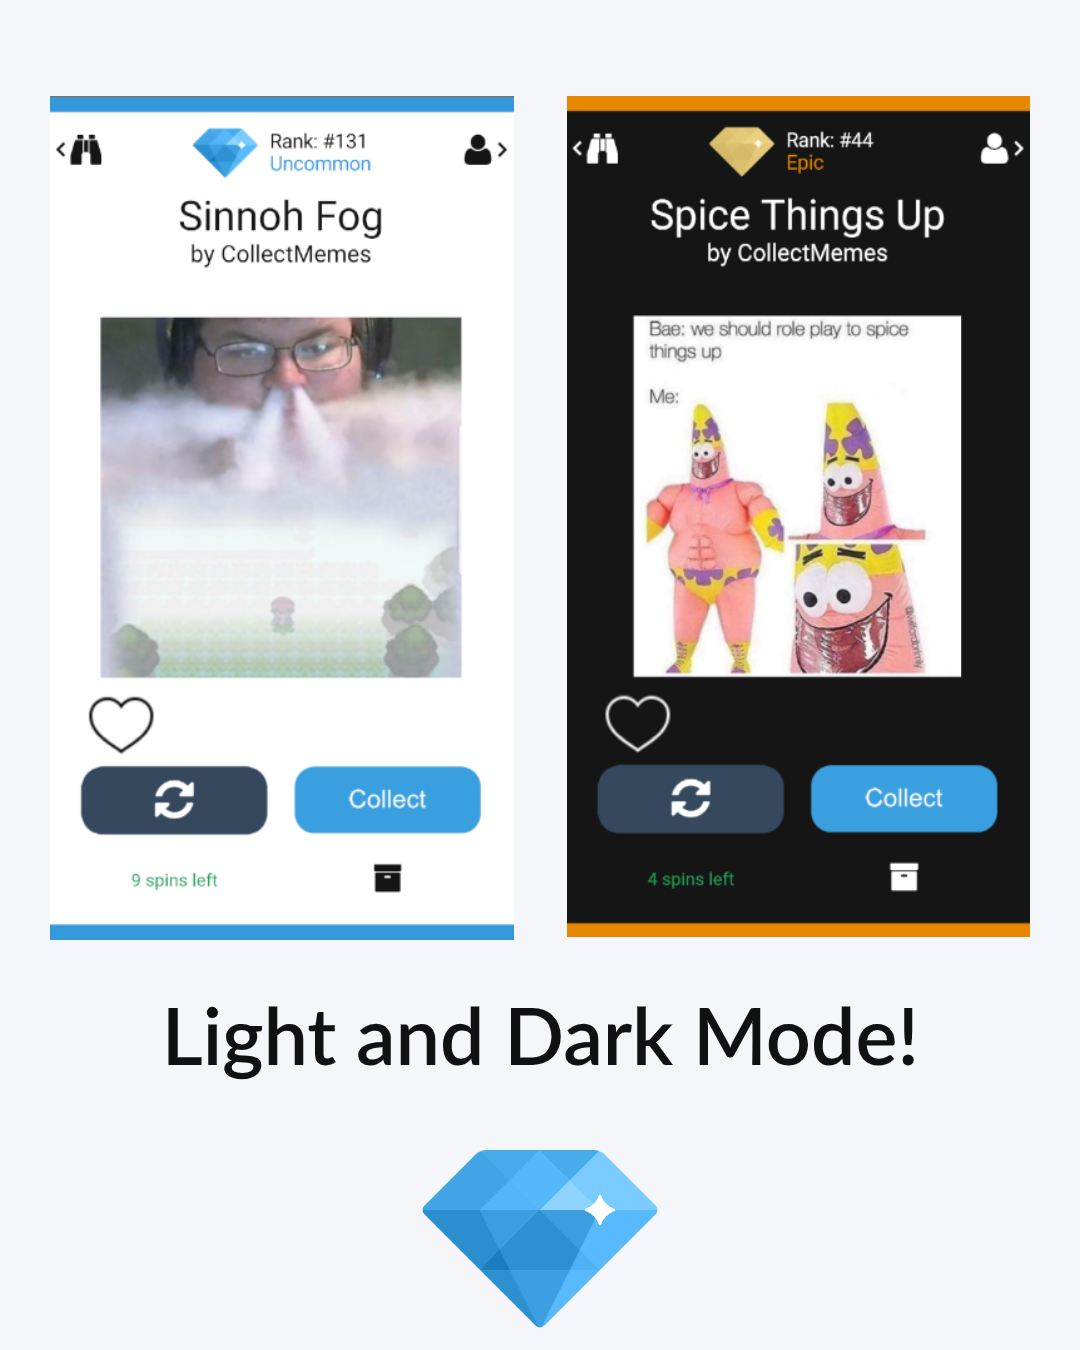 Rank: #131
Uncommon
Sinnoh Fog
by CollectMemes
Collect
9 spins left
Rank: #44
Epic
Spice Things Up
by CollectMemes
Bae: we should role play to spice
things up
Me:
Collect
4 spins left
Light and Dark Mode!